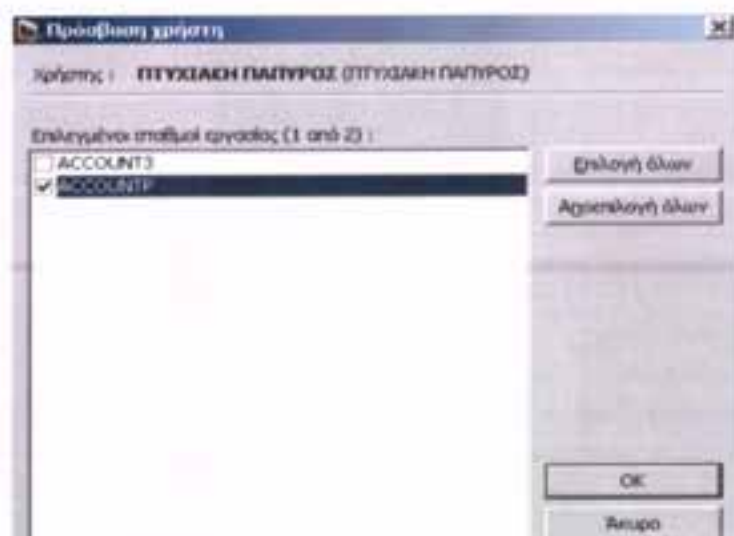 Πρόσβαση χρήστη
Χρήστης : ΠΤΥΧΙΑΚΗ ΠΑΠΥΡΟΣ (ΠΤΥΧΙΑΚΗ ΠΑΠΥΡΟΣ)
Επιλεγμένοι σταθμοί εργασίας (1 από 2) :
ACCOUNT3
ACCOUNTP
Επιλογή όλων
Αποεπιλογή όλων
OK
Άκυρο